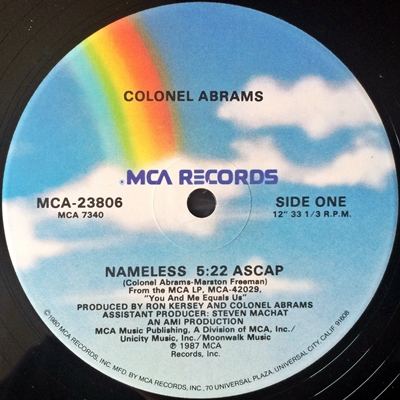 COLONEL ABRAMS
MCA RECORDS
MCA-23806
MCA 7340
SIDE ONE
12" 33 1/3 R.P.M.
NAMELESS 5:22 ASCAP
(Colonel Abrams-Marston Freeman)
From the MCA LP, MCA-42029,
"You And Me Equals Us"
PRODUCED BY RON KERSEY AND COLONEL ABRAMS
ASSISTANT PRODUCER: STEVEN MACHAT
AN AMI PRODUCTION
MCA Music Publishing, A Division of MCA, Inc./
Unicity Music, Inc./Moonwalk Music
℗ 1987 MCA
Records, Inc.
©1980 MCA RECORDS, INC. MFG. BY MCA RECORDS, INC., 70 UNIVERSAL PLAZA, UNIVERSAL CITY, CALIF. 91608